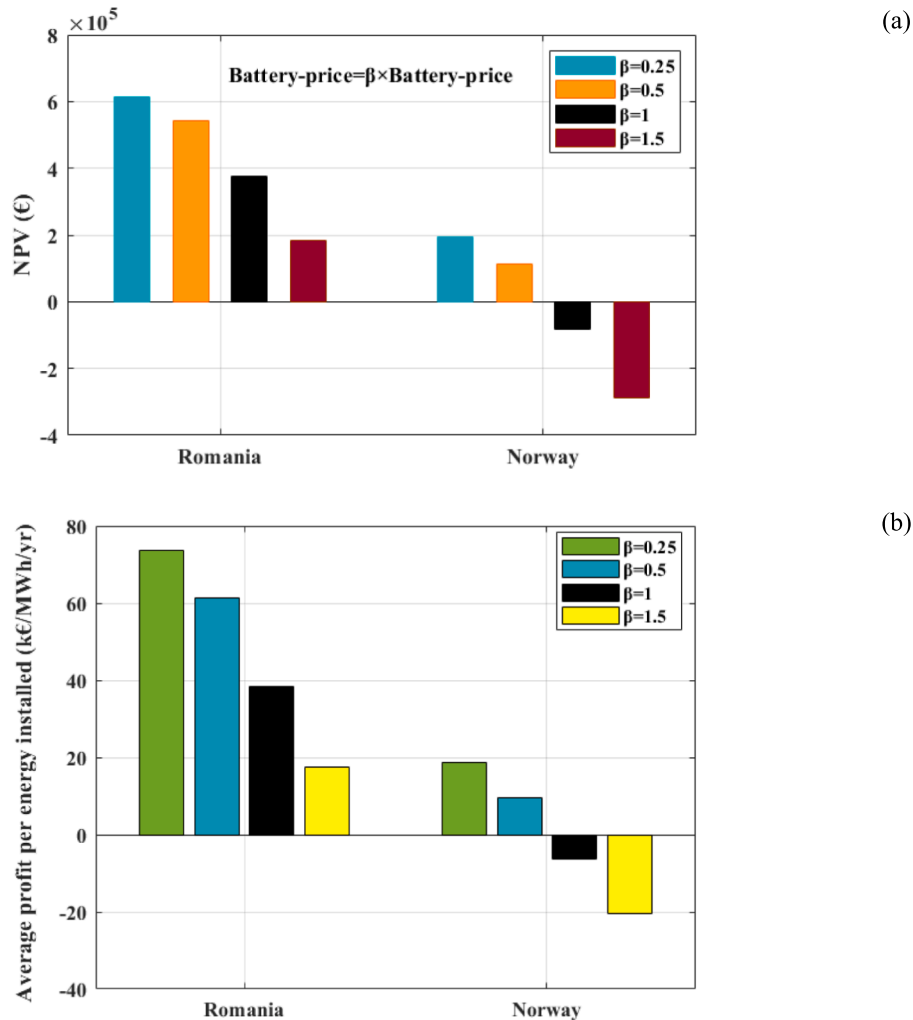 (a)
×10⁵
8
6
4
2
0
-2
-4
NPV (€)
Battery-price=β×Battery-price
β=0.25
β=0.5
β=1
β=1.5
Romania
Norway
(b)
80
60
40
20
0
-20
-40
Average profit per energy installed (k€/MWh/yr)
β=0.25
β=0.5
β=1
β=1.5
Romania
Norway